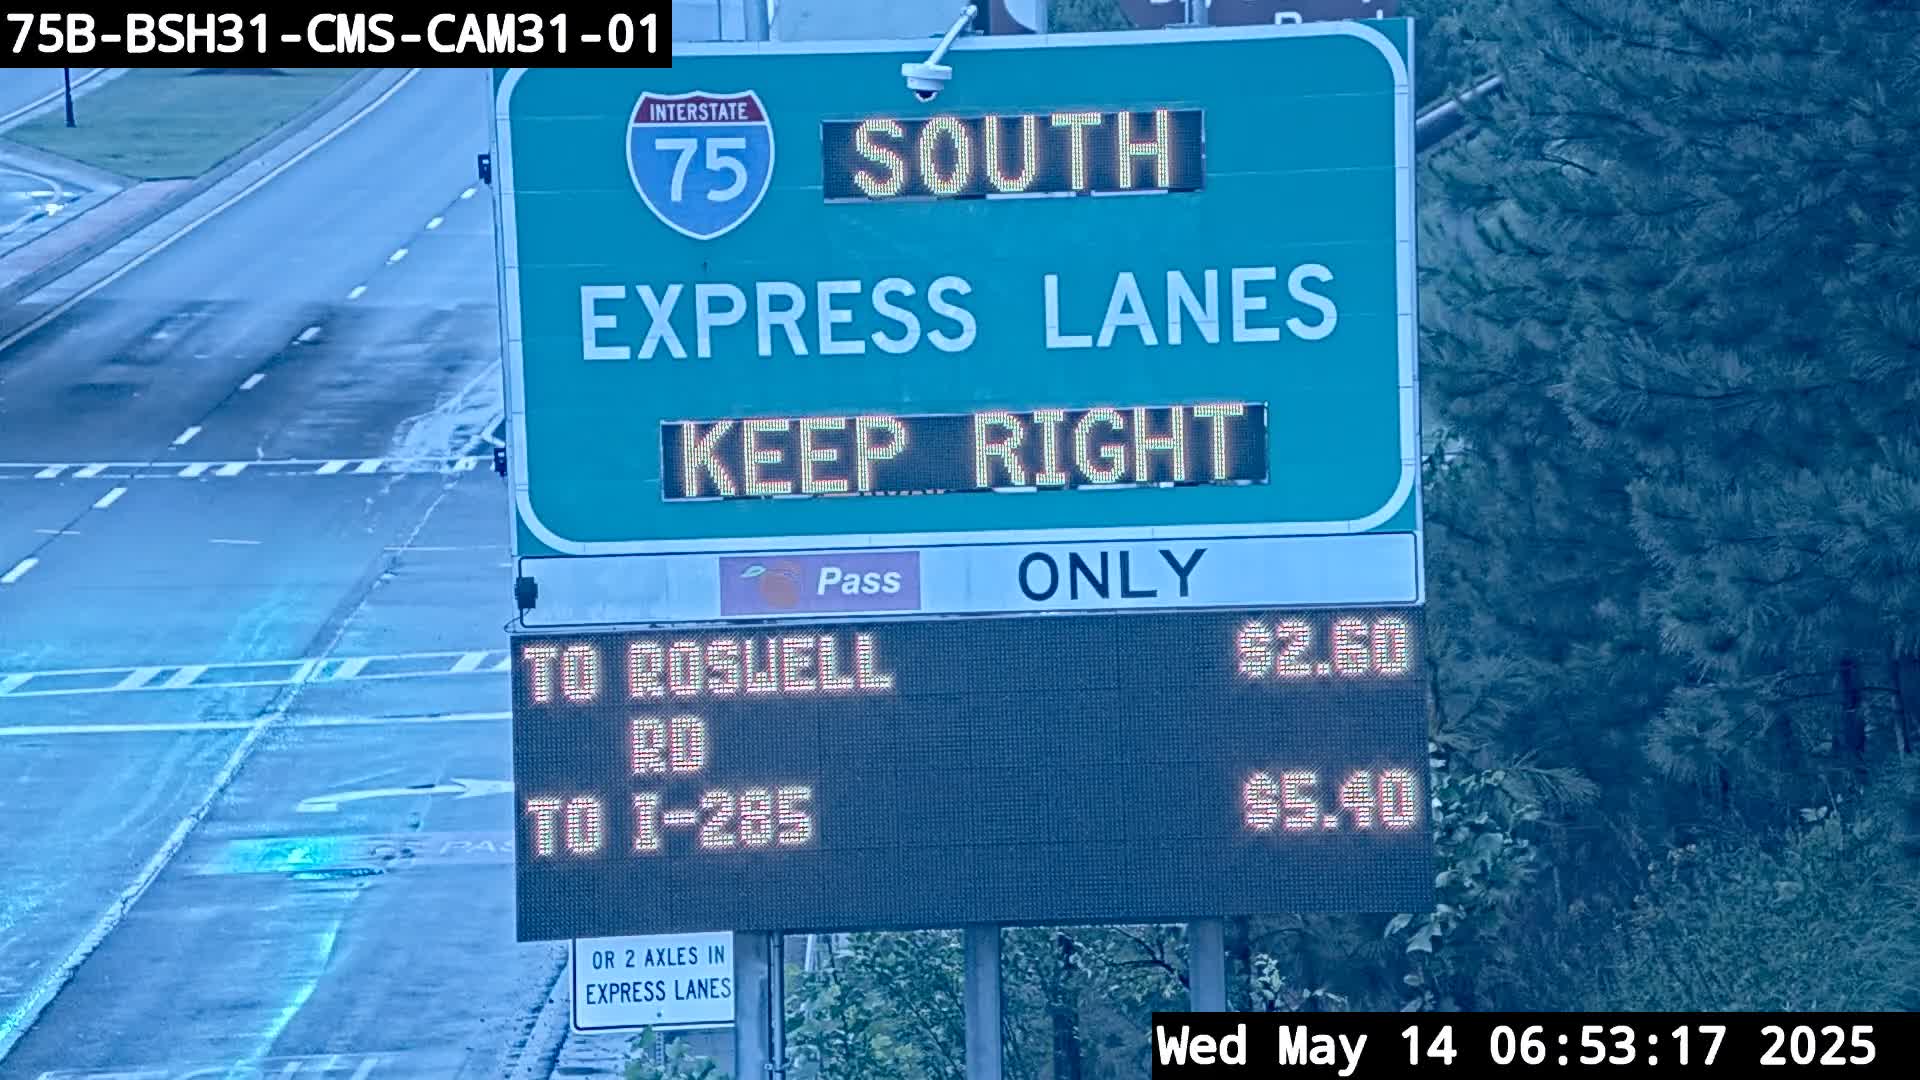 75B-BSH31-CMS-CAM31-01
INTERSTATE
75
SOUTH
EXPRESS LANES
KEEP RIGHT
Pass ONLY
TO ROSWELL $2.60
RD
TO I-285 $5.40
OR 2 AXLES IN
EXPRESS LANES
Wed May 14 06:53:17 2025